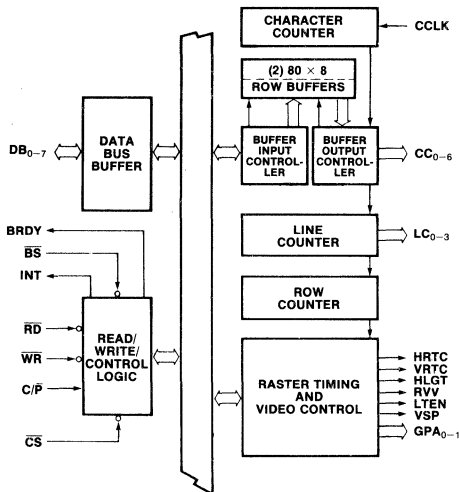 CHARACTER
COUNTER
CCLK
(2) 80 × 8
ROW BUFFERS
DB0-7
DATA
BUS
BUFFER
BUFFER
INPUT
CONTROL-
LER
BUFFER
OUTPUT
CONTROL-
LER
CC0-6
BRDY
BS
INT
LINE
COUNTER
LC0-3
ROW
COUNTER
RD
WR
C/P
CS
READ/
WRITE/
CONTROL
LOGIC
RASTER TIMING
AND
VIDEO CONTROL
HRTC
VRTC
HLGT
RVV
LTEN
VSP
GPA0-1